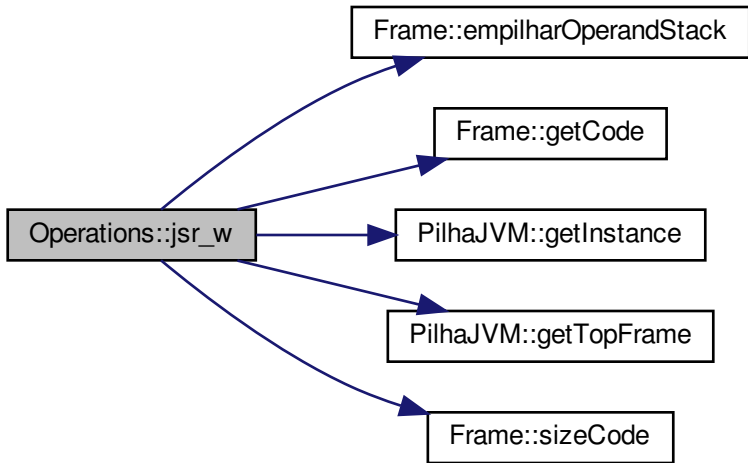 Frame::empilharOperandStack
Frame::getCode
Operations::jsr_w
PilhaJVM::getInstance
PilhaJVM::getTopFrame
Frame::sizeCode